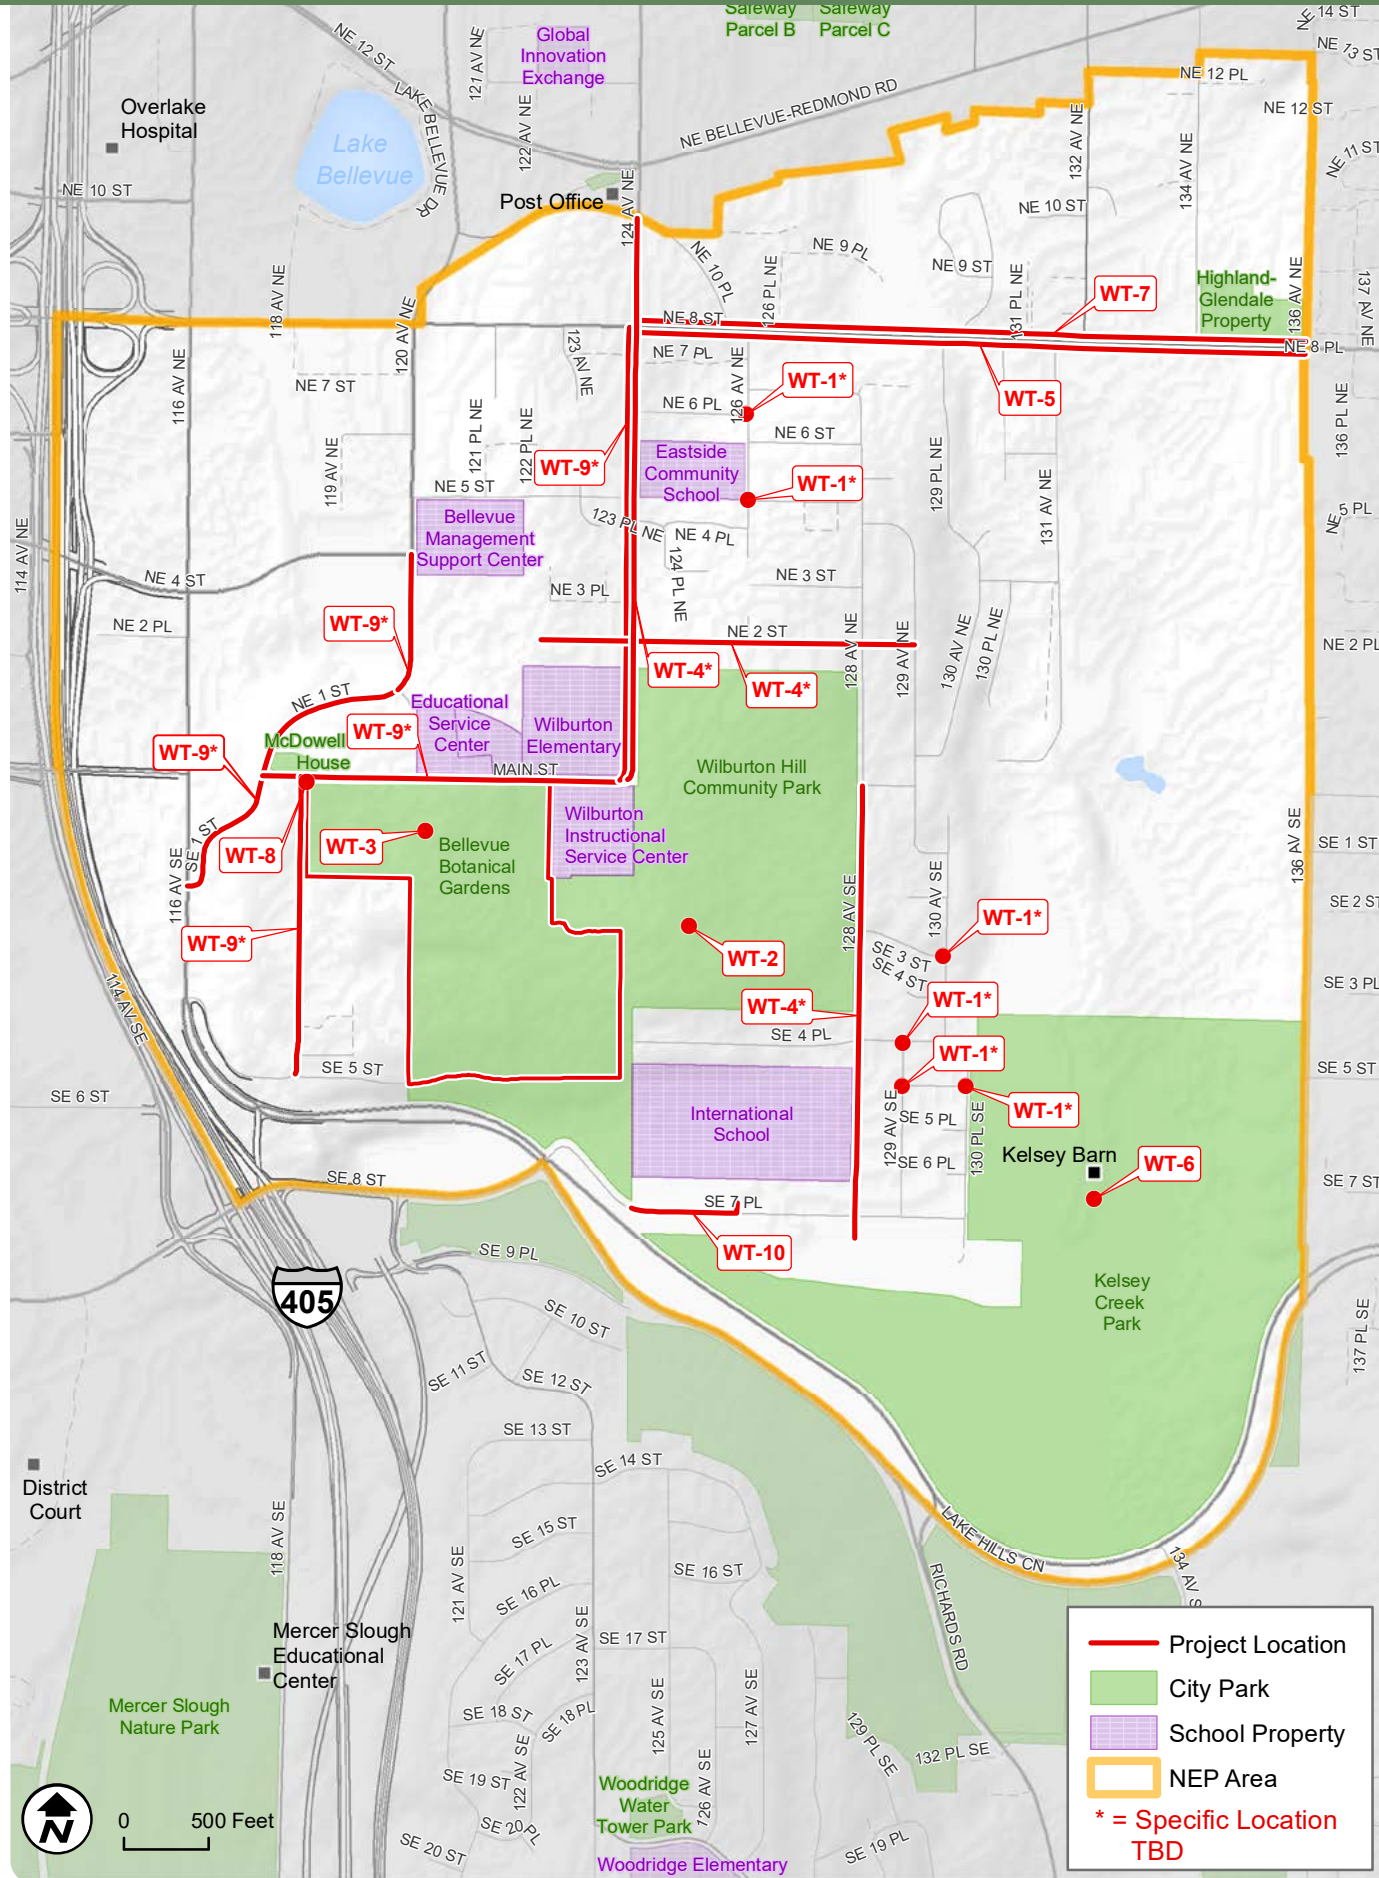 Safeway
Parcel B
Safeway
Parcel C
NE 14 ST
NE 13 ST
Global
Innovation
Exchange
NE 12 ST
121 AV NE
NE 12 PL
NE 12 ST
LAKE BELLEVUE DR
122 AV NE
NE BELLEVUE-REDMOND RD
132 AV NE
Overlake
Hospital
Lake
Bellevue
134 AV NE
NE 11 ST
NE 10 ST
Post Office
124 AV NE
NE 10 ST
NE 10 PL
NE 9 PL
NE 9 ST
126 PL NE
131 PL NE
118 AV NE
120 AV NE
WT-7
Highland-
Glendale
Property
136 AV NE
137 AV NE
NE 8 ST
NE 8 PL
116 AV NE
123 AV NE
NE 7 PL
126 AV NE
NE 7 ST
WT-1*
WT-5
136 PL NE
NE 6 PL
NE 6 ST
121 PL NE
122 PL NE
119 AV NE
WT-9*
Eastside
Community
School
WT-1*
129 PL NE
131 AV NE
NE 5 ST
NE 5 PL
Bellevue
Management
Support Center
123 PL NE
NE 4 PL
114 AV NE
NE 4 ST
124 PL NE
NE 3 ST
NE 3 PL
NE 2 PL
WT-9*
NE 2 ST
128 AV NE
129 AV NE
130 AV NE
130 PL NE
NE 2 PL
WT-4*
WT-4*
NE 1 ST
Educational
Service
Center
Wilburton
Elementary
McDowell
House
WT-9*
WT-9*
MAIN ST
Wilburton Hill
Community Park
SE 1 ST
WT-8
WT-3
Bellevue
Botanical
Gardens
Wilburton
Instructional
Service Center
136 AV SE
SE 1 ST
116 AV SE
128 AV SE
130 AV SE
SE 2 ST
WT-9*
WT-2
WT-1*
SE 3 ST
SE 4 ST
SE 3 PL
114 AV SE
WT-4*
WT-1*
SE 4 PL
WT-1*
SE 5 ST
SE 5 ST
SE 6 ST
International
School
129 AV SE
SE 5 PL
130 PL SE
WT-1*
Kelsey Barn
WT-6
SE 6 PL
SE 8 ST
SE 7 ST
SE 7 PL
WT-10
SE 9 PL
405
Kelsey
Creek
Park
SE 10 ST
137 PL SE
SE 11 ST
SE 12 ST
SE 13 ST
SE 14 ST
District
Court
118 AV SE
SE 15 ST
LAKE HILLS CN
134 AV S
121 AV SE
SE 16 ST
SE 16 PL
RICHARDS RD
Mercer Slough
Educational
Center
123 AV SE
SE 17 ST
SE 17 PL
125 AV SE
127 AV SE
Mercer Slough
Nature Park
SE 18 ST
SE 18 PL
129 PL SE
132 PL SE
122 AV SE
SE 19 ST
126 AV SE
Woodridge
Water
Tower Park
SE 20 PL
SE 20 ST
SE 19 PL
Woodridge Elementary
N
0 500 Feet
Project Location
City Park
School Property
NEP Area
* = Specific Location
TBD